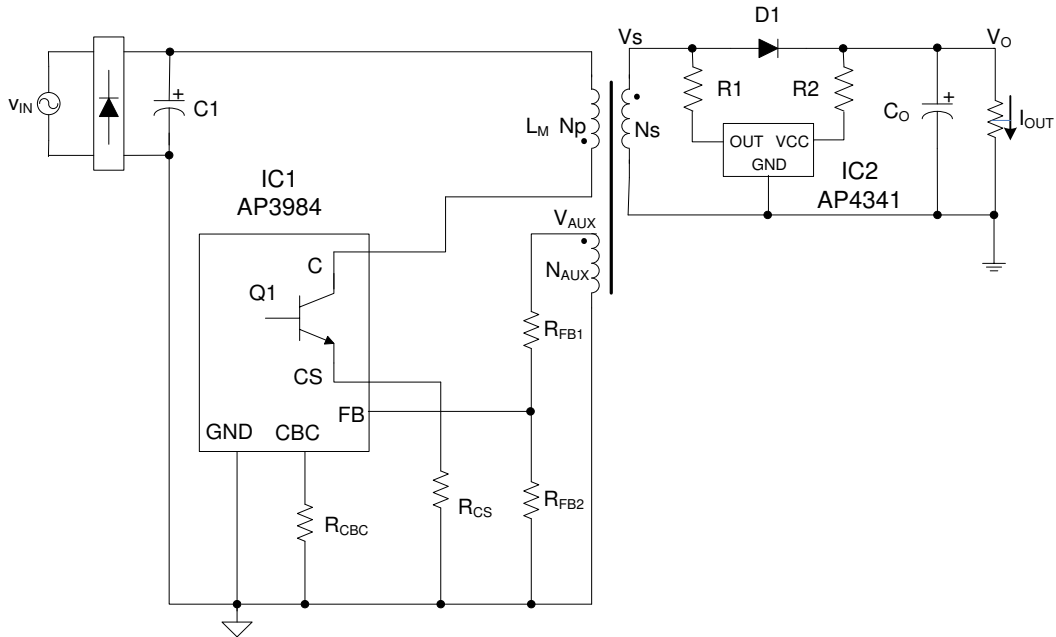 D1
Vs
VO
vIN
C1
R1
R2
CO
IOUT
LM Np
Ns
OUT VCC
GND
IC2
AP4341
IC1
AP3984
VAUX
C
NAUX
Q1
RFB1
CS
FB
GND CBC
RCS
RFB2
RCBC
+
+